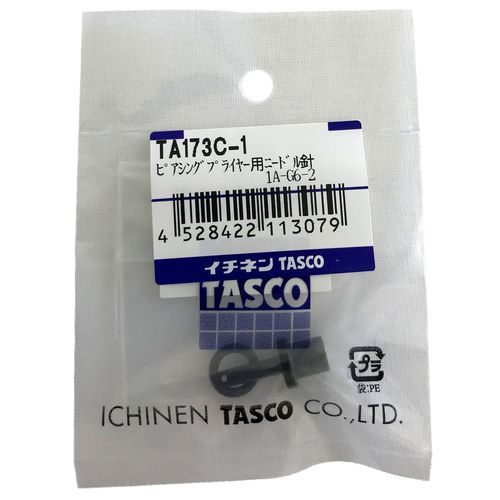 TA173C-1
ピアシングプライヤー用ニードル針
1A-G6-2
4 528422 113079
イチネン TASCO
TASCO
プラ
袋:PE
ICHINEN TASCO CO.,LTD.